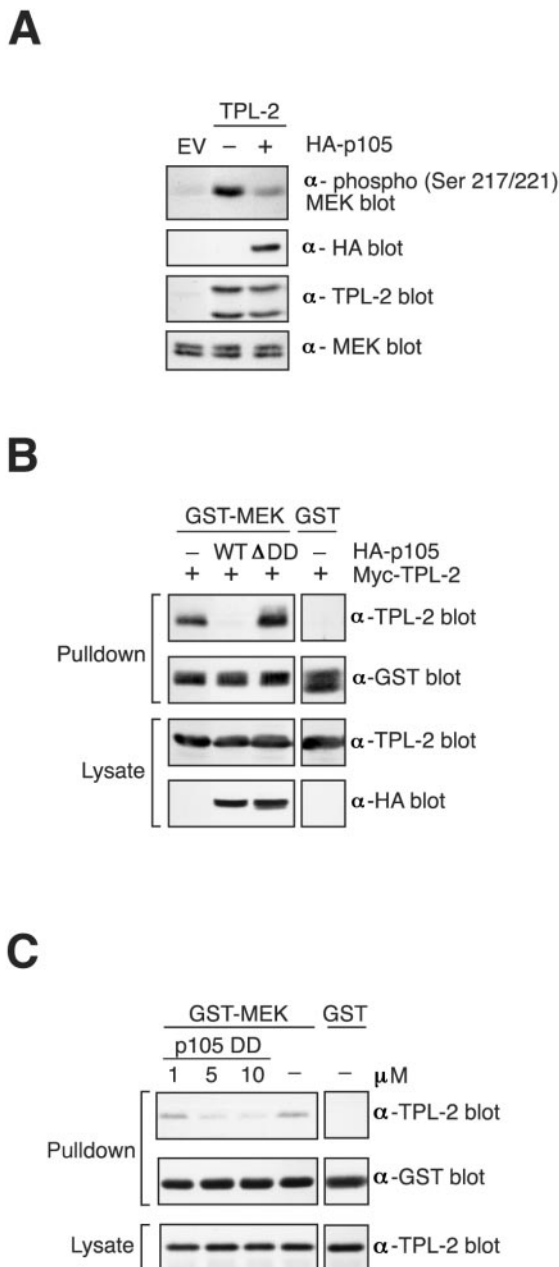 A
TPL-2
EV – + HA-p105
α- phospho (Ser 217/221)
MEK blot
α- HA blot
α- TPL-2 blot
α- MEK blot
B
GST-MEK GST
– WT ΔDD – HA-p105
+ + + + Myc-TPL-2
α-TPL-2 blot
Pulldown
α-GST blot
α-TPL-2 blot
Lysate
α-HA blot
C
GST-MEK GST
p105 DD
1 5 10 – – μM
α-TPL-2 blot
Pulldown
α-GST blot
Lysate α-TPL-2 blot